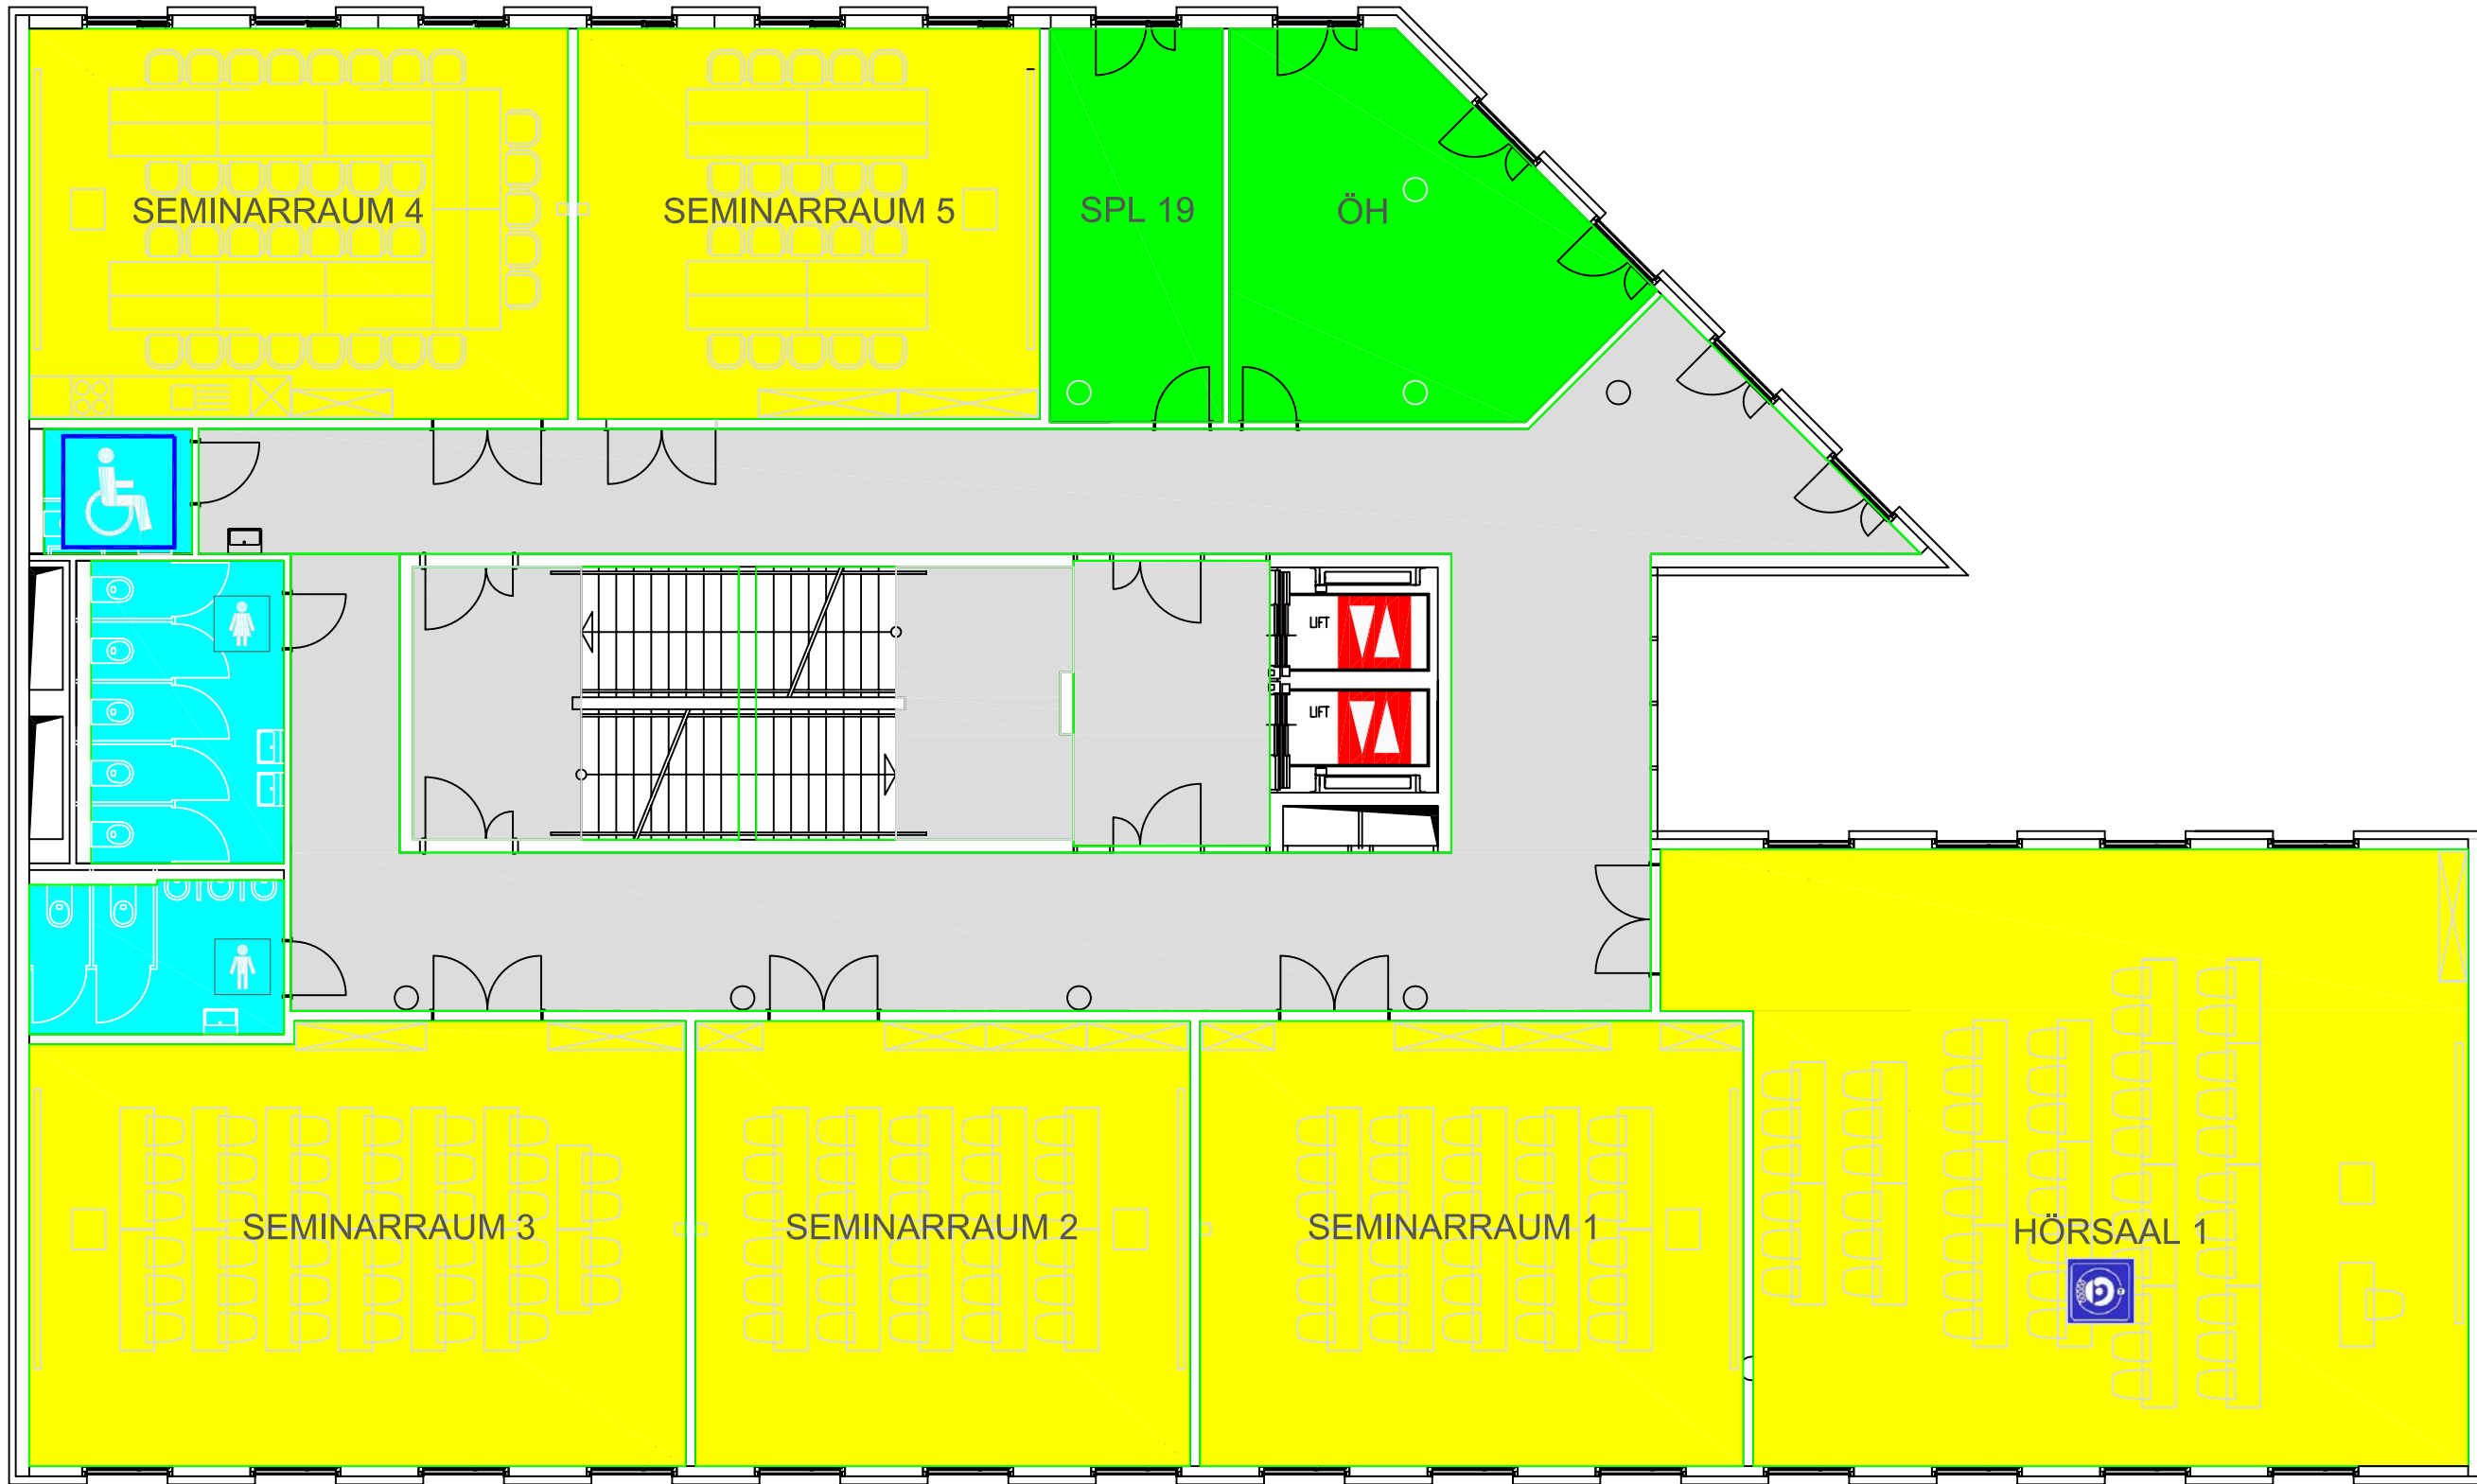 SEMINARRAUM 4
SEMINARRAUM 5
SPL 19
ÖH
LIFT
LIFT
SEMINARRAUM 3
SEMINARRAUM 2
SEMINARRAUM 1
HÖRSAAL 1